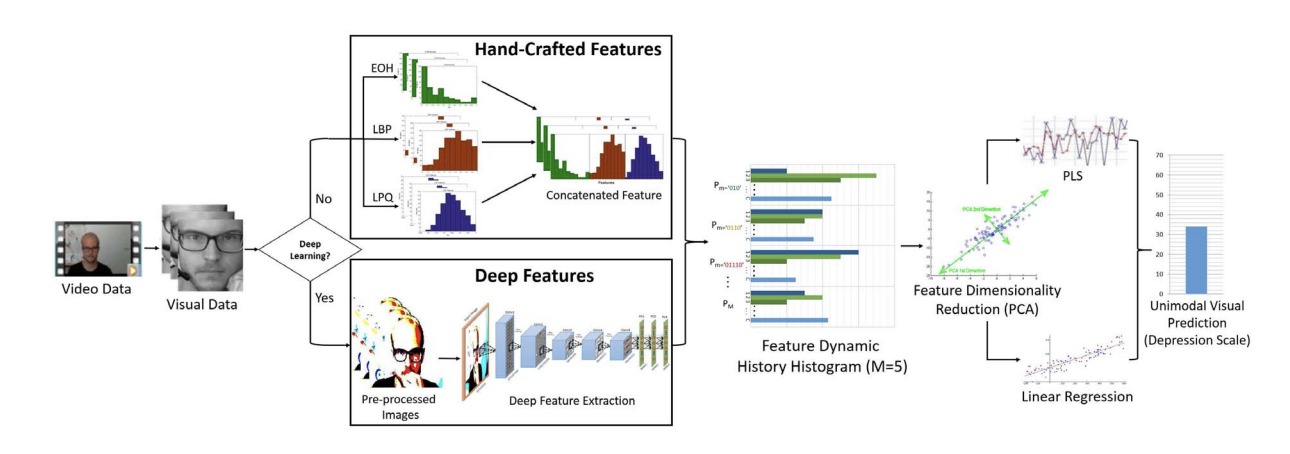 Hand-Crafted Features
EOH
LBP
LPQ
Features
Concatenated Feature
No
Deep
Learning?
Yes
Video Data
Visual Data
Deep Features
Pre-processed
Images
Deep Feature Extraction
Pm='010'
Pm='0110'
Pm='01110'
PM
Feature Dynamic
History Histogram (M=5)
PCA 2nd Dimention
PCA 1st Dimention
Feature Dimensionality
Reduction (PCA)
PLS
Linear Regression
70
60
50
40
30
20
10
0
Unimodal Visual
Prediction
(Depression Scale)